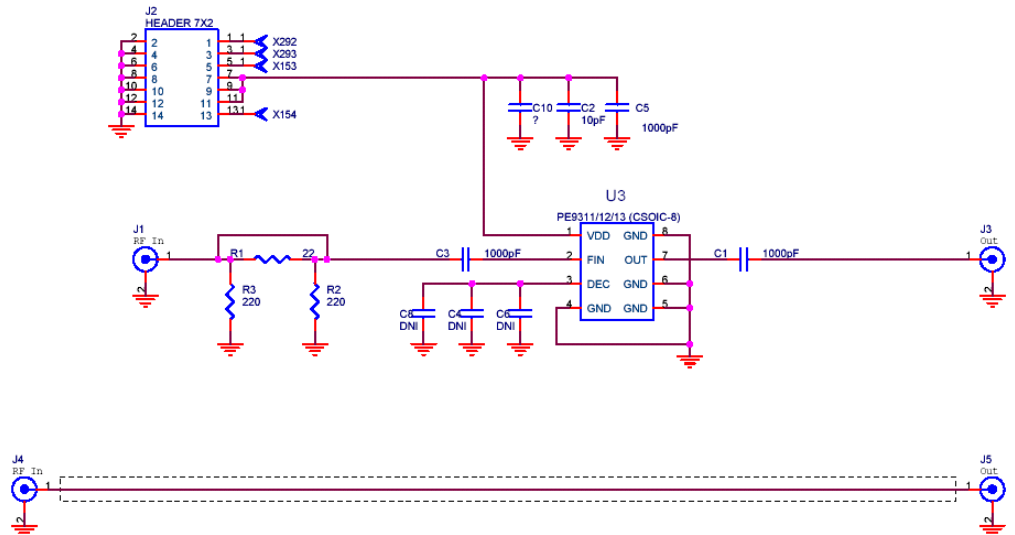 J2
HEADER 7X2
2 2 1 1 1 X292
4 4 3 3 1 X293
6 6 5 5 1 X153
8 8 7 7
10 10 9 9
12 12 11 11
14 14 13 13 1 X154
C10
?
C2
10pF
C5
1000pF
U3
PE9311/12/13 (CSOIC-8)
1 VDD GND 8
2 FIN OUT 7
3 DEC GND 6
4 GND GND 5
J1
RF In
1
2
R1 22
R3
220
R2
220
C3 1000pF
C8
DNI
C4
DNI
C6
DNI
C1 1000pF
J3
Out
1
2
J4
RF In
1
2
J5
Out
1
2